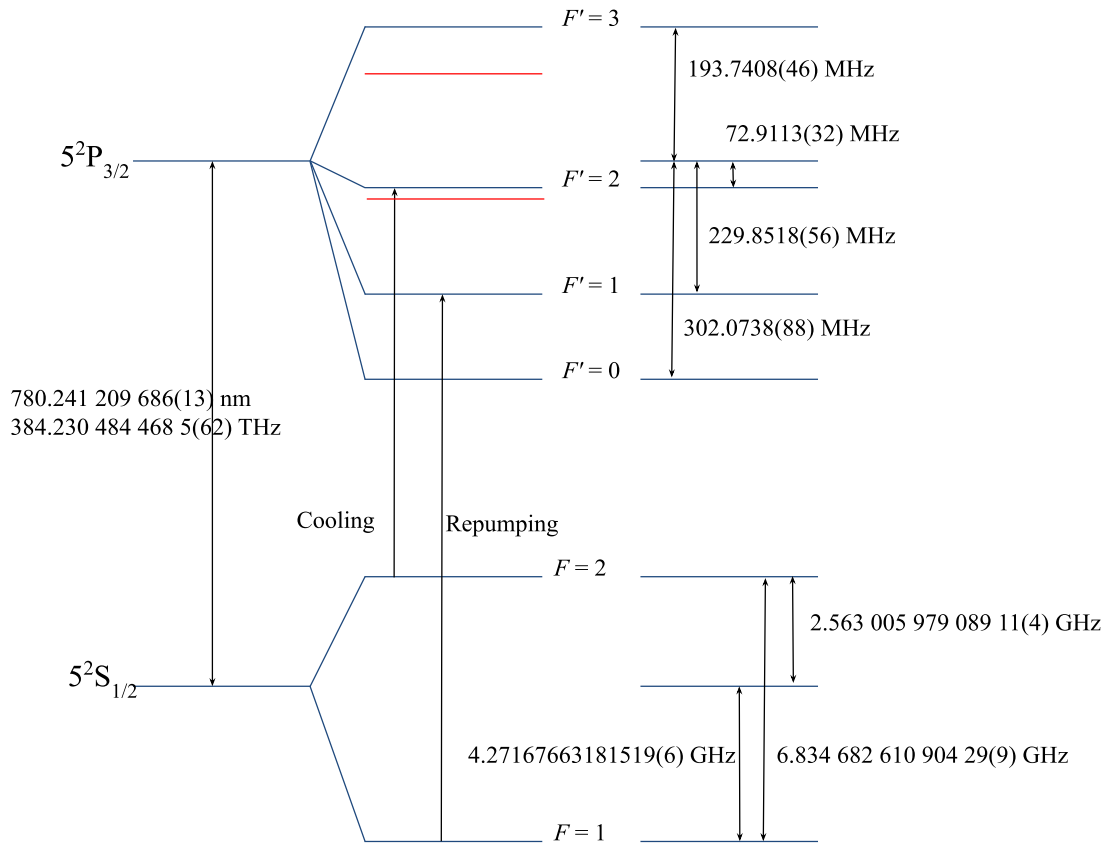 F′ = 3
193.7408(46) MHz
72.9113(32) MHz
5²P₃/₂
F′ = 2
229.8518(56) MHz
F′ = 1
302.0738(88) MHz
F′ = 0
780.241 209 686(13) nm
384.230 484 468 5(62) THz
Cooling
Repumping
F = 2
2.563 005 979 089 11(4) GHz
5²S₁/₂
4.27167663181519(6) GHz
6.834 682 610 904 29(9) GHz
F = 1